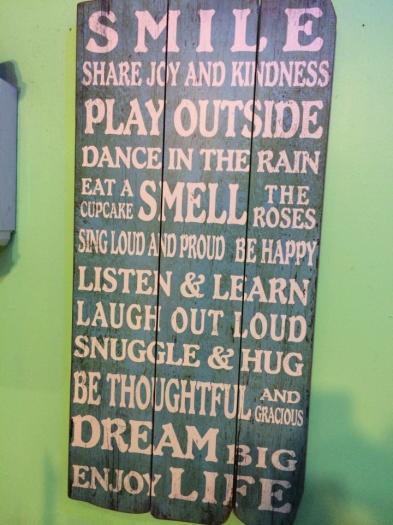 SMILE
SHARE JOY AND KINDNESS
PLAY OUTSIDE
DANCE IN THE RAIN
EAT A CUPCAKE SMELL THE ROSES
SING LOUD AND PROUD BE HAPPY
LISTEN & LEARN
LAUGH OUT LOUD
SNUGGLE & HUG
BE THOUGHTFUL AND GRACIOUS
DREAM BIG
ENJOY LIFE